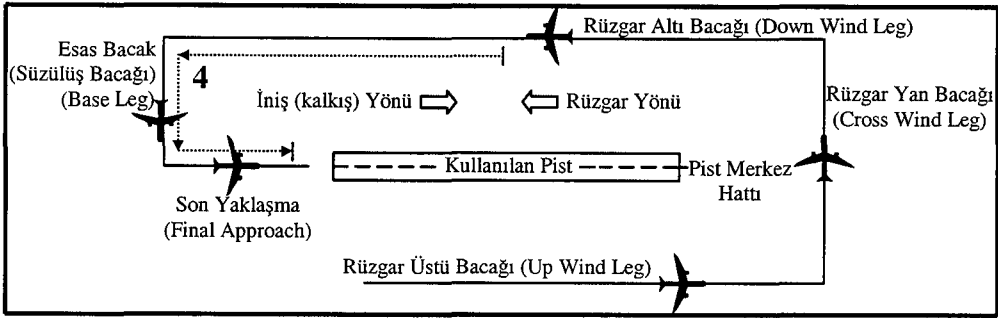 Rüzgar Altı Bacağı (Down Wind Leg)
Esas Bacak
(Süzülüş Bacağı)
(Base Leg)
4
İniş (kalkış) Yönü
Rüzgar Yönü
Rüzgar Yan Bacağı
(Cross Wind Leg)
Kullanılan Pist
Pist Merkez
Hattı
Son Yaklaşma
(Final Approach)
Rüzgar Üstü Bacağı (Up Wind Leg)